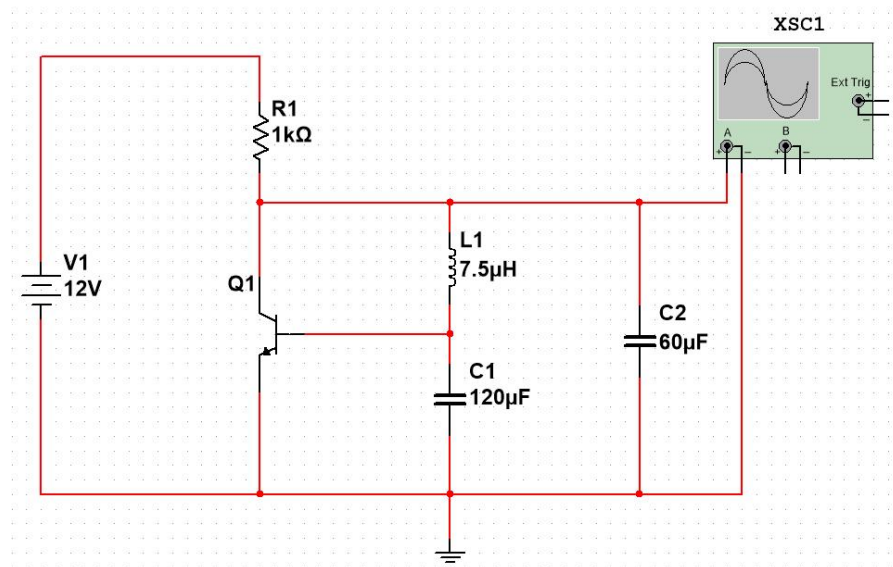 XSC1
Ext Trig
+
−
A
B
+
−
+
−
R1
1kΩ
V1
12V
Q1
L1
7.5µH
C2
60µF
C1
120µF